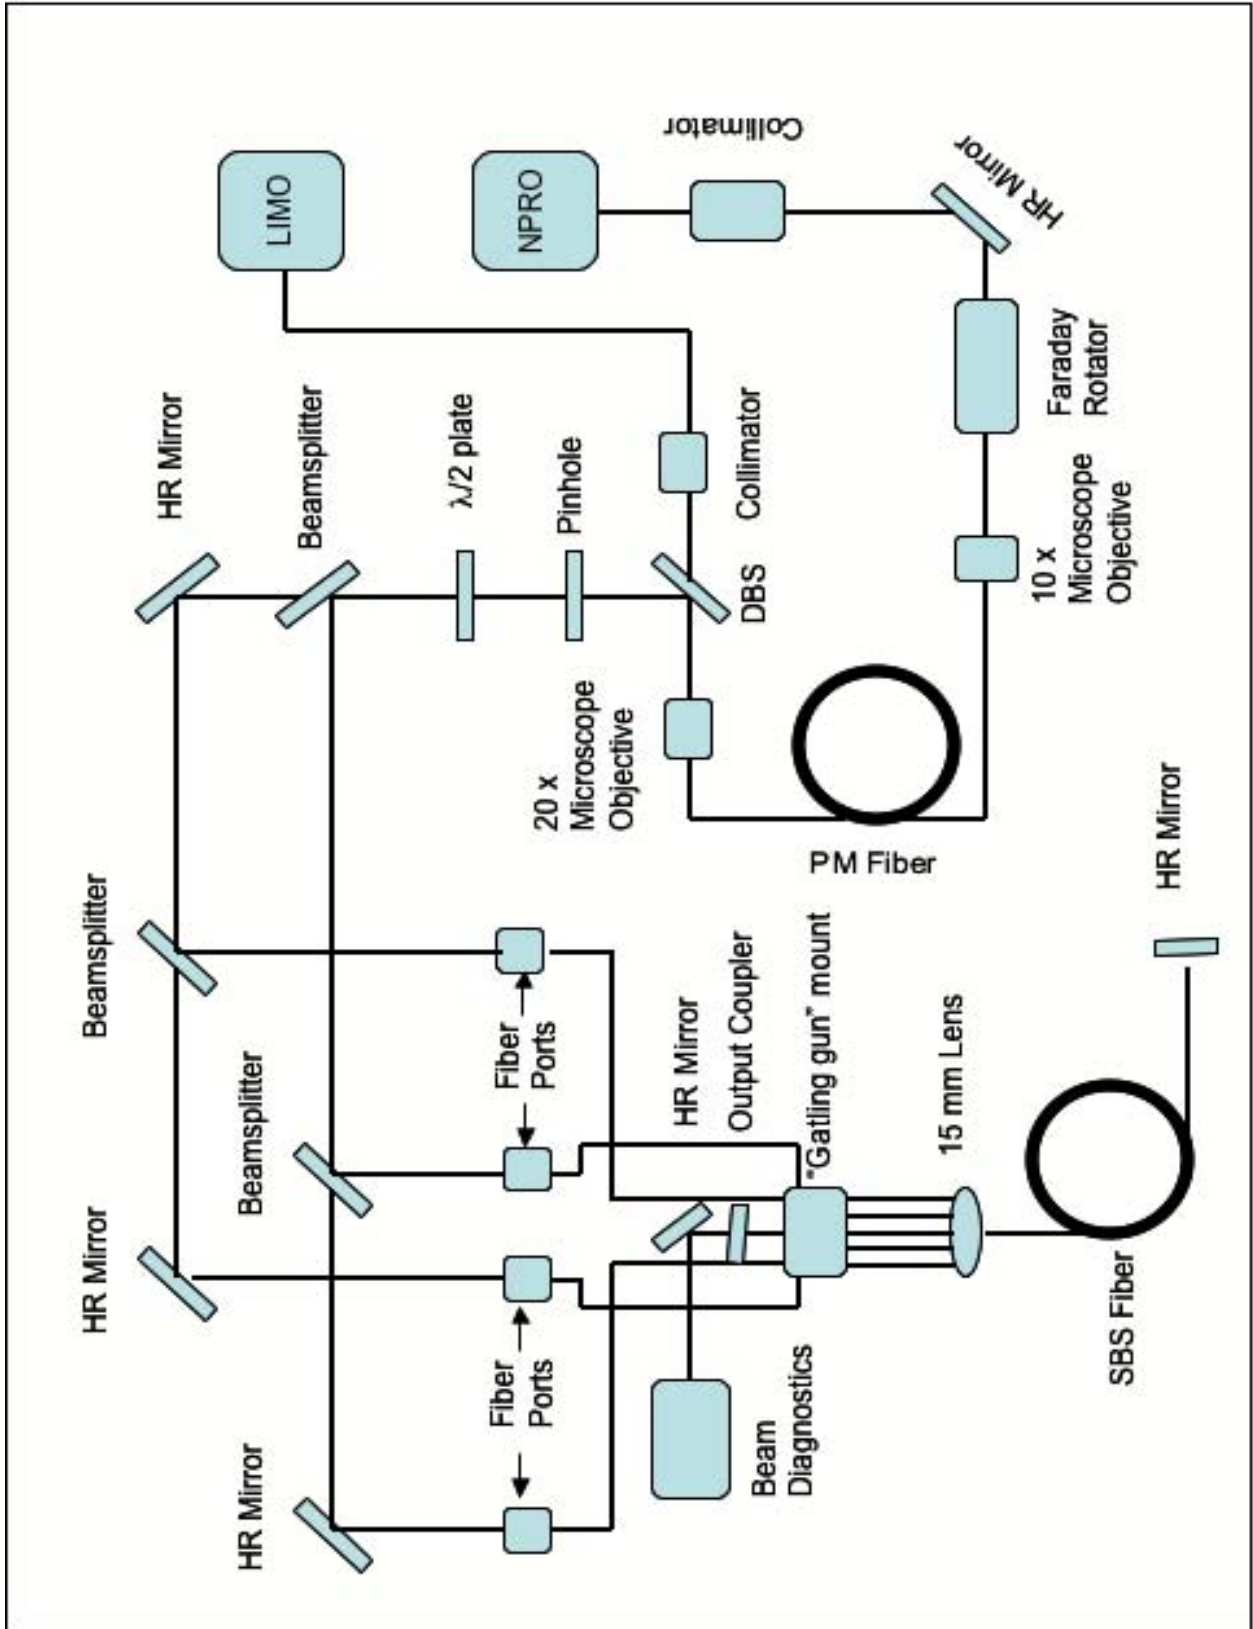 HR Mirror
Beamsplitter
HR Mirror
HR Mirror
Beamsplitter
Beamsplitter
LIMO
λ/2 plate
Fiber
Ports
Fiber
Ports
Pinhole
NPRO
20 x
Microscope
Objective
HR Mirror
Output Coupler
DBS
Collimator
Collimator
Beam
Diagnostics
"Gatling gun" mount
PM Fiber
15 mm Lens
HR Mirror
10 x
Microscope
Objective
Faraday
Rotator
SBS Fiber
HR Mirror